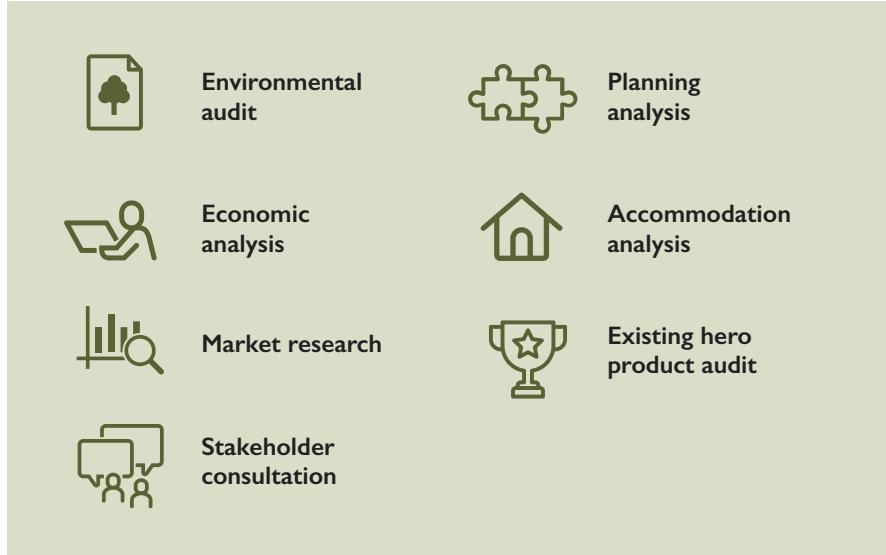 Environmental
audit
Economic
analysis
Market research
Stakeholder
consultation
Planning
analysis
Accommodation
analysis
Existing hero
product audit